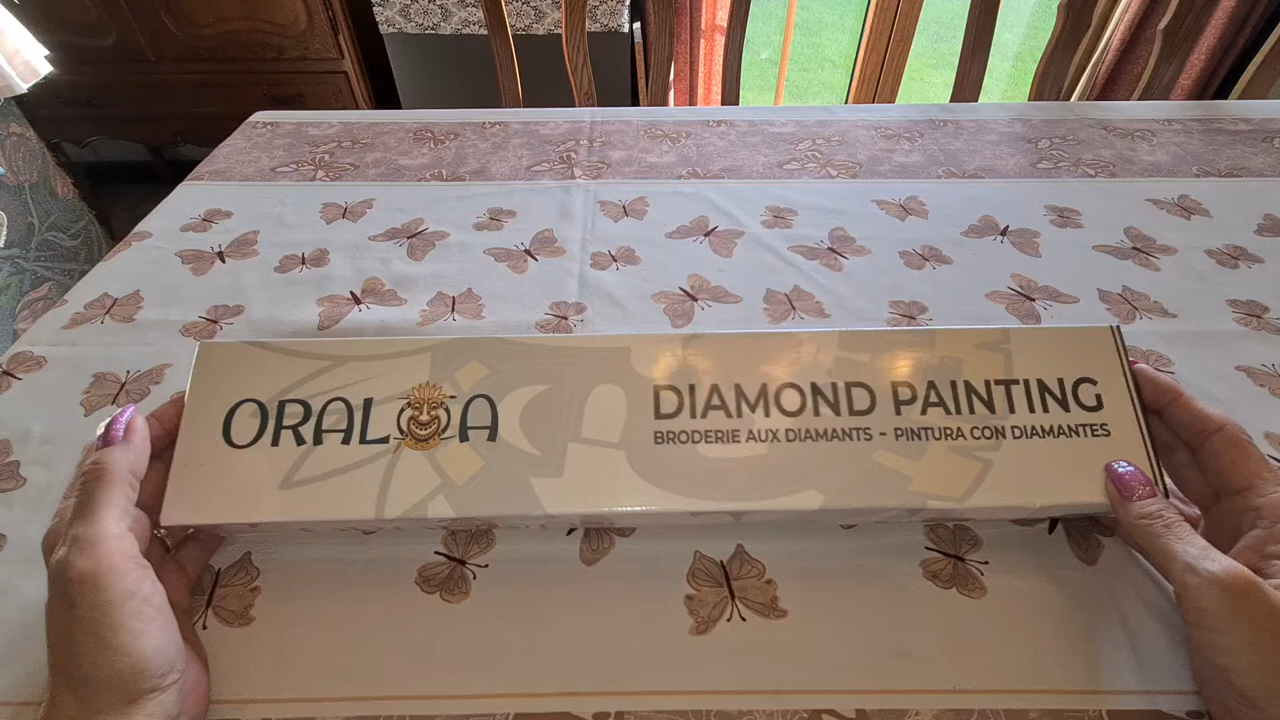 ORALOA
DIAMOND PAINTING
BRODERIE AUX DIAMANTS - PINTURA CON DIAMANTES